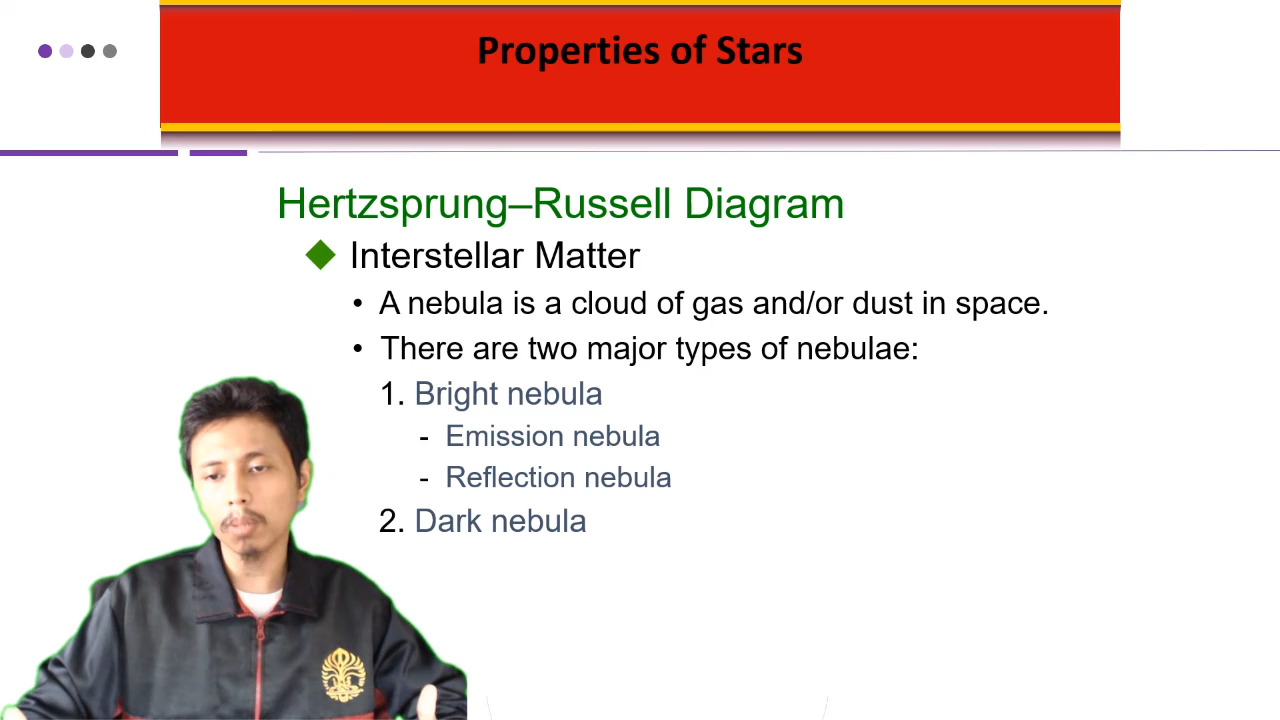 Properties of Stars
Hertzsprung–Russell Diagram
Interstellar Matter
• A nebula is a cloud of gas and/or dust in space.
• There are two major types of nebulae:
1. Bright nebula
- Emission nebula
- Reflection nebula
2. Dark nebula